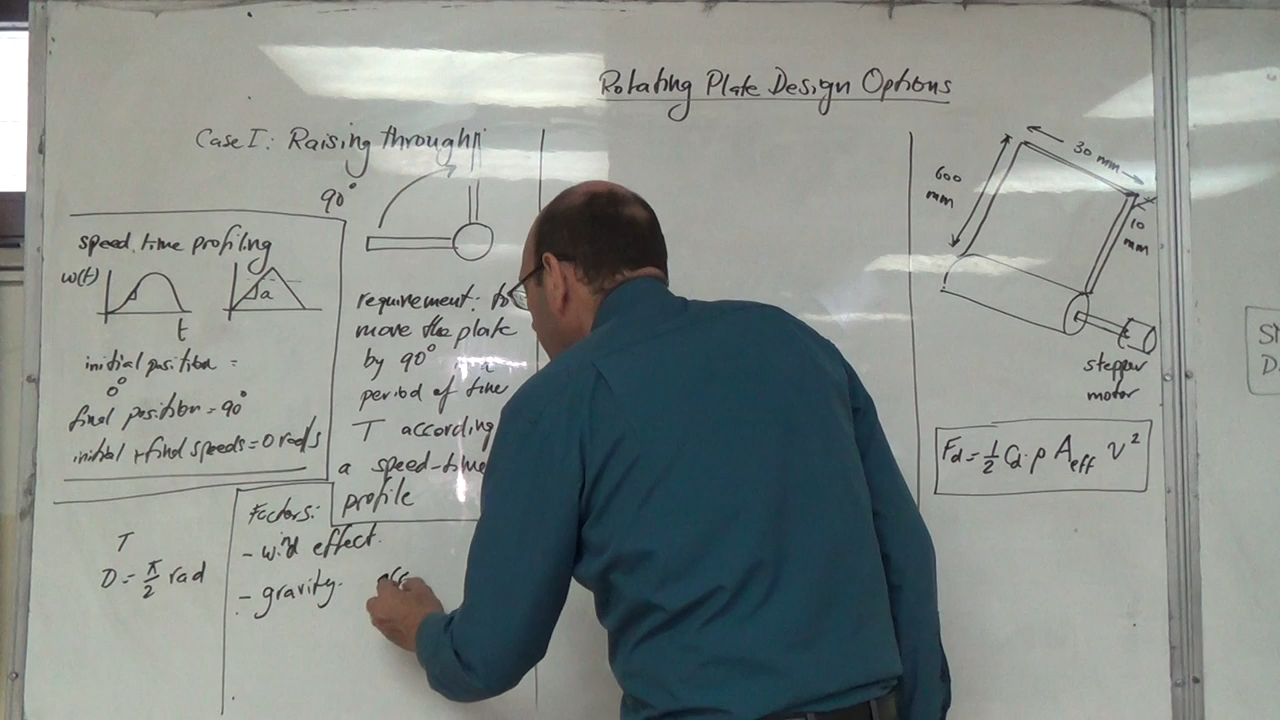 Rotating Plate Design Options
Case I: Raising through
90°
speed time profiling
ω(t)
a
t
initial position =
0°
final position = 90°
initial + final speeds = 0 rad/s
requirement: to
move the plate
by 90° in a
period of time
T according
a speed-time
profile
T
D = π/2 rad
Factors:
- wind effect.
- gravity. eff
600
mm
30 mm
10
mm
stepper
motor
Fd = 1/2 Cd. ρ Aeff v²